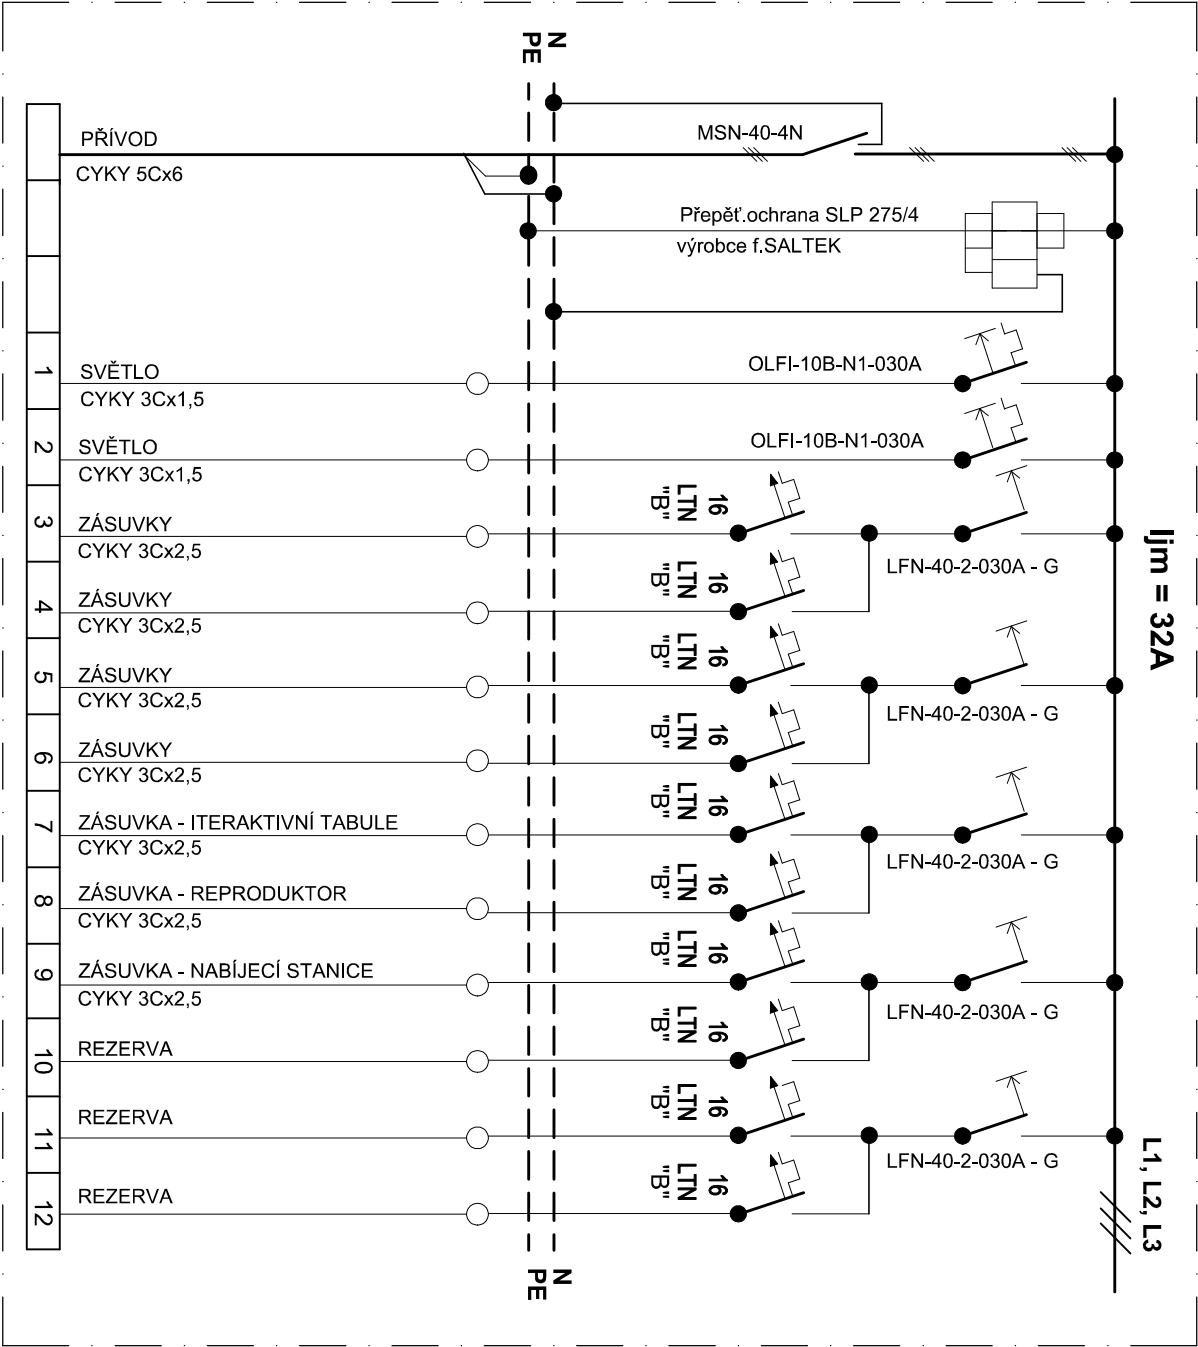 N
PE
PŘÍVOD
CYKY 5Cx6
MSN-40-4N
Přepěť.ochrana SLP 275/4
výrobce f.SALTEK
1
SVĚTLO
CYKY 3Cx1,5
OLFI-10B-N1-030A
2
SVĚTLO
CYKY 3Cx1,5
OLFI-10B-N1-030A
3
ZÁSUVKY
CYKY 3Cx2,5
16
LTN
"B"
LFN-40-2-030A - G
4
ZÁSUVKY
CYKY 3Cx2,5
16
LTN
"B"
5
ZÁSUVKY
CYKY 3Cx2,5
16
LTN
"B"
LFN-40-2-030A - G
6
ZÁSUVKY
CYKY 3Cx2,5
16
LTN
"B"
7
ZÁSUVKA - ITERAKTIVNÍ TABULE
CYKY 3Cx2,5
16
LTN
"B"
LFN-40-2-030A - G
8
ZÁSUVKA - REPRODUKTOR
CYKY 3Cx2,5
16
LTN
"B"
9
ZÁSUVKA - NABÍJECÍ STANICE
CYKY 3Cx2,5
16
LTN
"B"
LFN-40-2-030A - G
10
REZERVA
16
LTN
"B"
11
REZERVA
16
LTN
"B"
LFN-40-2-030A - G
12
REZERVA
16
LTN
"B"
Ijm = 32A
L1, L2, L3
N
PE